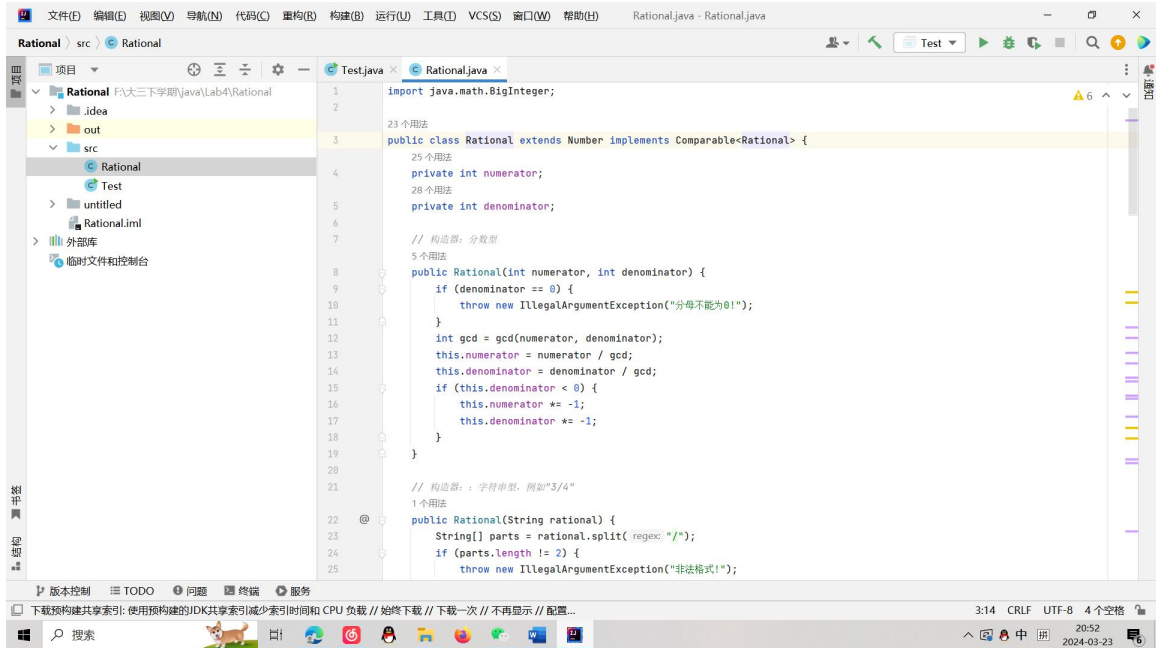 文件(F) 编辑(E) 视图(V) 导航(N) 代码(C) 重构(R) 构建(B) 运行(U) 工具(T) VCS(S) 窗口(W) 帮助(H) Rational.java - Rational.java
Rational src Rational
Test
项目
项目
Test.java Rational.java
通知
Rational F:\大三下学期\java\Lab4\Rational
.idea
out
src
Rational
Test
untitled
Rational.iml
外部库
临时文件和控制台
6
1 import java.math.BigInteger;
2
23 个用法
3 public class Rational extends Number implements Comparable<Rational> {
25 个用法
4 private int numerator;
28 个用法
5 private int denominator;
6
7 // 构造器：分数型
5 个用法
8 public Rational(int numerator, int denominator) {
9 if (denominator == 0) {
10 throw new IllegalArgumentException("分母不能为0!");
11 }
12 int gcd = gcd(numerator, denominator);
13 this.numerator = numerator / gcd;
14 this.denominator = denominator / gcd;
15 if (this.denominator < 0) {
16 this.numerator *= -1;
17 this.denominator *= -1;
18 }
19 }
20
21 // 构造器：：字符串型，例如"3/4"
1 个用法
22 @ public Rational(String rational) {
23 String[] parts = rational.split( regex: "/");
24 if (parts.length != 2) {
25 throw new IllegalArgumentException("非法格式!");
书签
结构
版本控制 TODO 问题 终端 服务
下载预构建共享索引: 使用预构建的JDK共享索引减少索引时间和 CPU 负载 // 始终下载 // 下载一次 // 不再显示 // 配置... 3:14 CRLF UTF-8 4 个空格
搜索
中 拼 20:52
2024-03-23
6